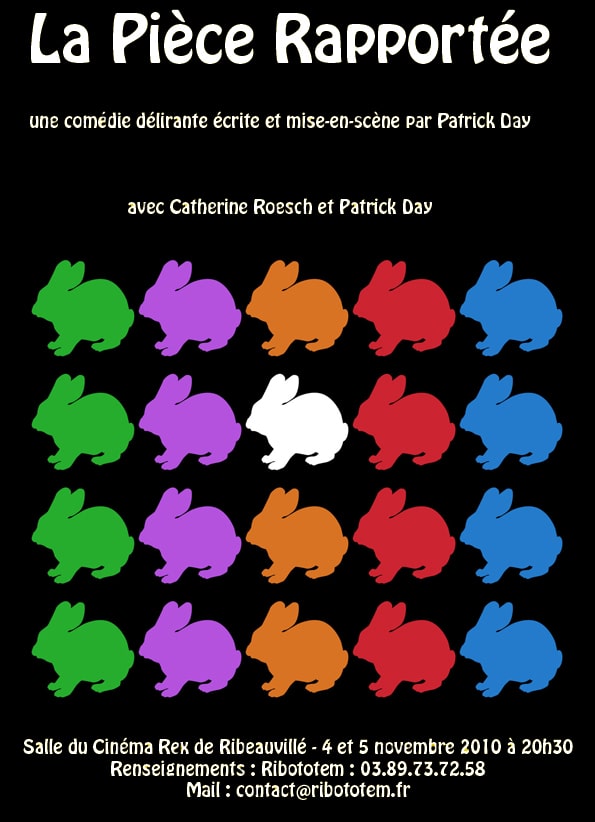 La Pièce Rapportée
une comédie délirante écrite et mise-en-scène par Patrick Day
avec Catherine Roesch et Patrick Day
Salle du Cinéma Rex de Ribeauvillé - 4 et 5 novembre 2010 à 20h30
Renseignements : Ribototem : 03.89.73.72.58
Mail : contact@ribototem.fr